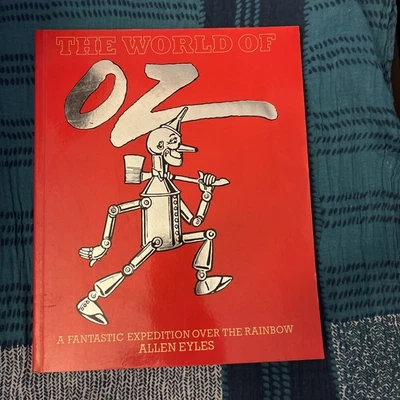 THE WORLD OF
OZ
A FANTASTIC EXPEDITION OVER THE RAINBOW
ALLEN EYLES